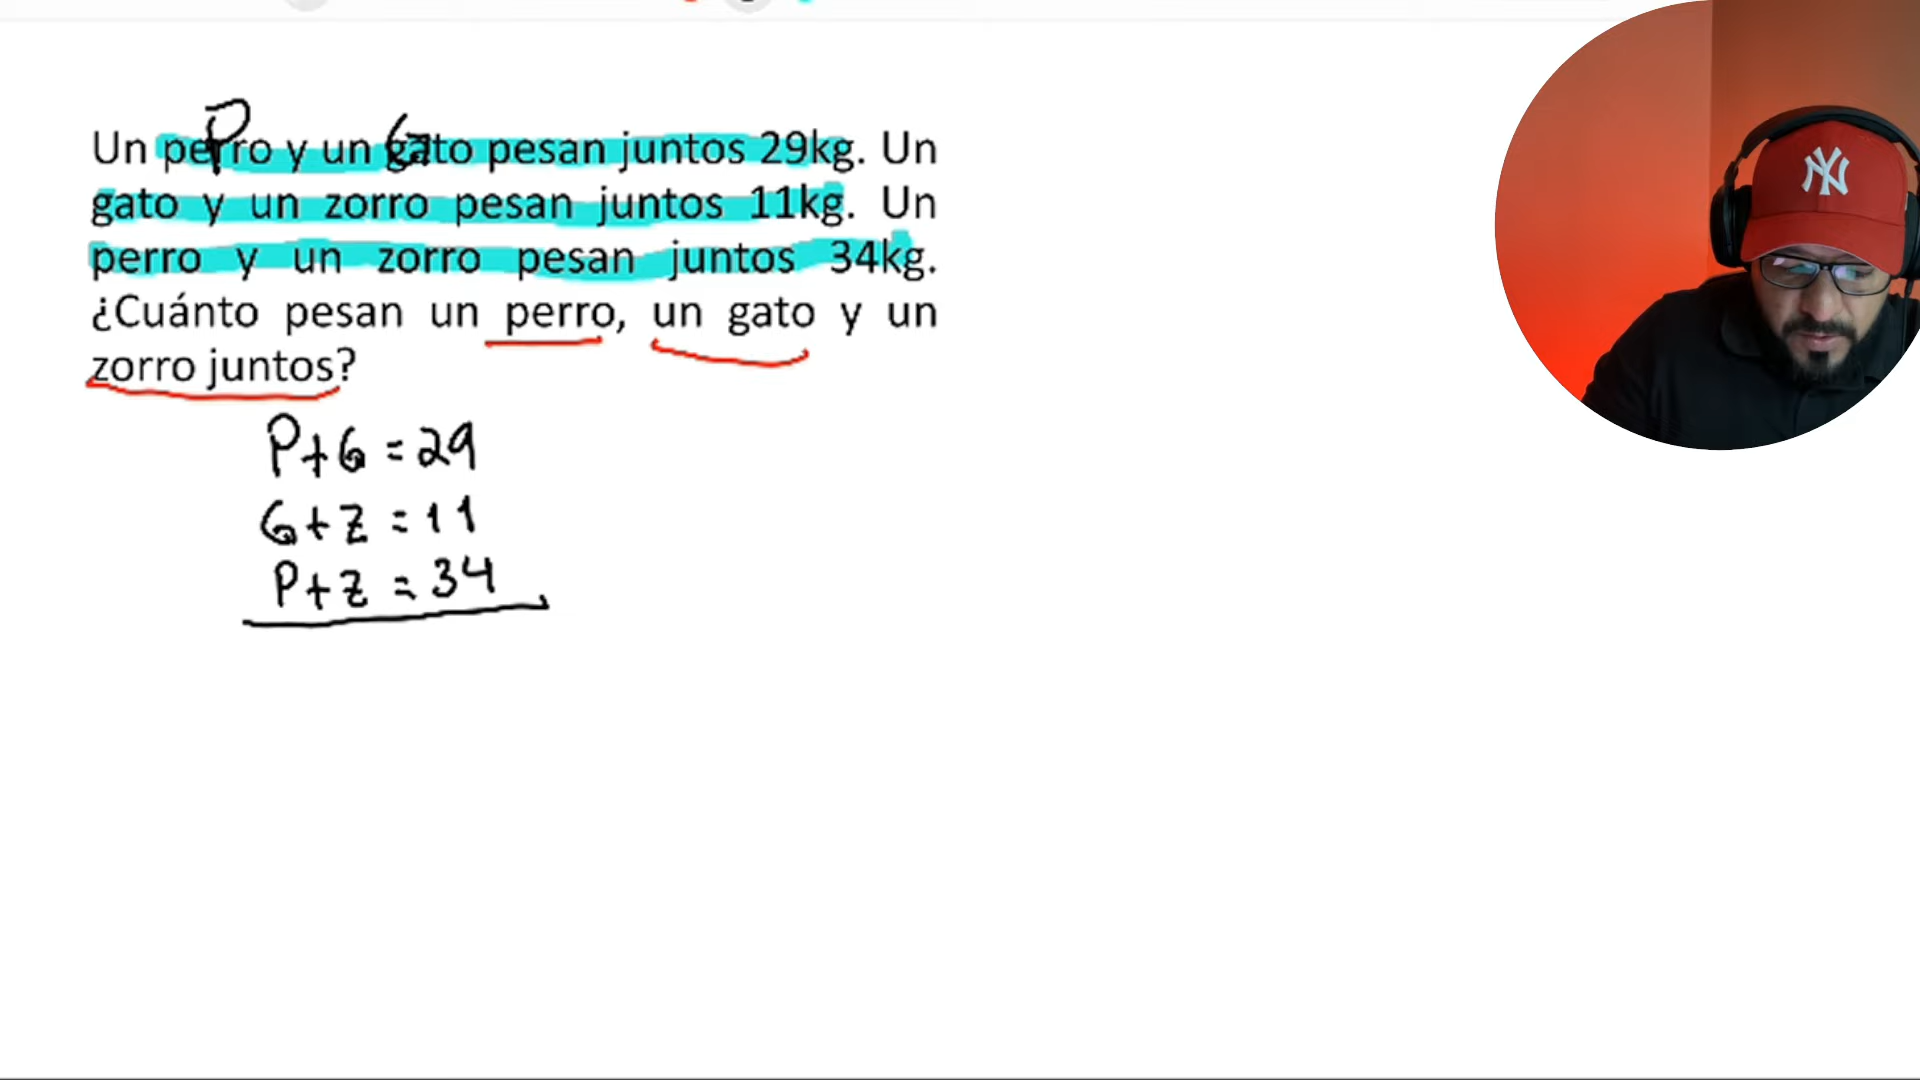 Un perro y un gato pesan juntos 29kg. Un
gato y un zorro pesan juntos 11kg. Un
perro y un zorro pesan juntos 34kg.
¿Cuánto pesan un perro, un gato y un
zorro juntos?
P G
P+G = 29
G+Z = 11
P+Z = 34
NY